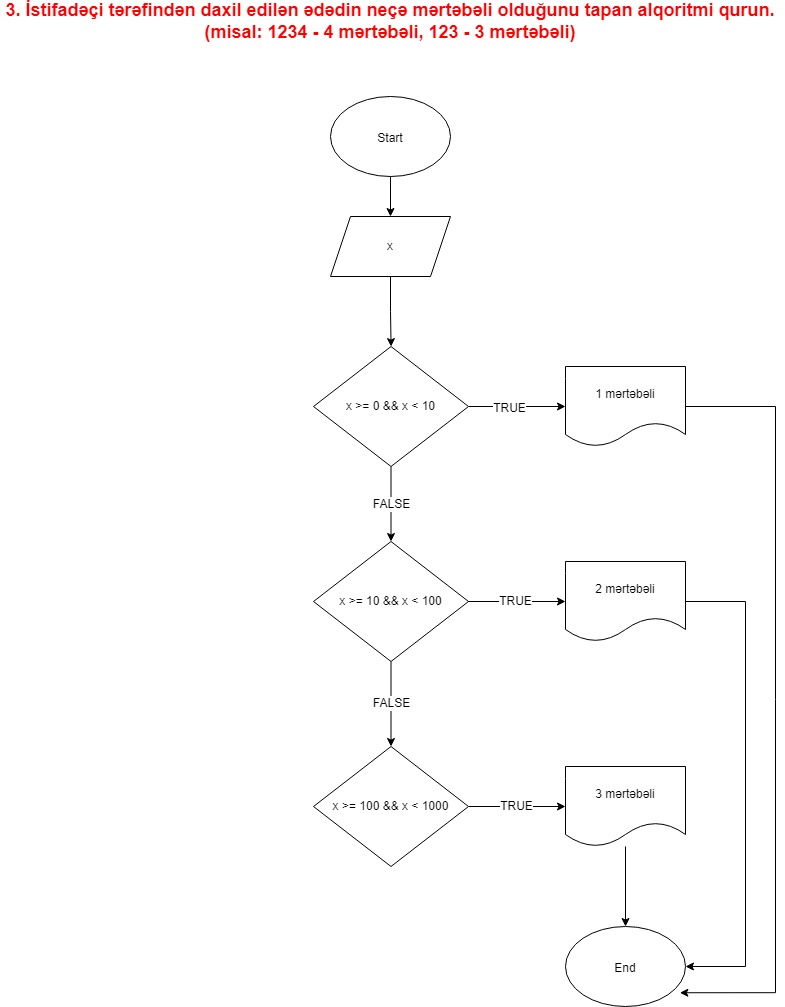 3. İstifadəçi tərəfindən daxil edilən ədədin neçə mərtəbəli olduğunu tapan alqoritmi qurun.
(misal: 1234 - 4 mərtəbəli, 123 - 3 mərtəbəli)
Start
x
x >= 0 && x < 10
TRUE
1 mərtəbəli
FALSE
x >= 10 && x < 100
TRUE
2 mərtəbəli
FALSE
x >= 100 && x < 1000
TRUE
3 mərtəbəli
End